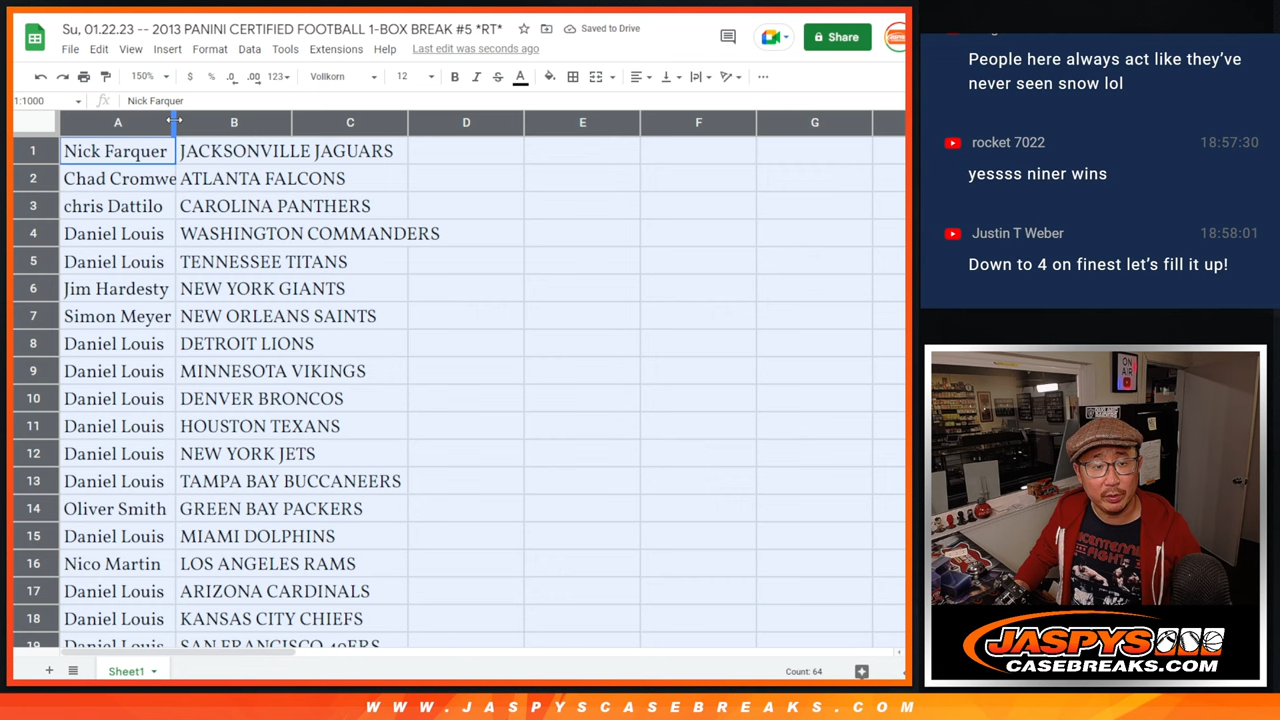 Su, 01.22.23 -- 2013 PANINI CERTIFIED FOOTBALL 1-BOX BREAK #5 *RT*
Saved to Drive
Share
File Edit View Insert Format Data Tools Extensions Help Last edit was seconds ago
150% $ % .0 .00 123 Vollkorn 12 B I S A
1:1000 fx Nick Farquer
A B C D E F G
1 Nick Farquer JACKSONVILLE JAGUARS
2 Chad Cromwe ATLANTA FALCONS
3 chris Dattilo CAROLINA PANTHERS
4 Daniel Louis WASHINGTON COMMANDERS
5 Daniel Louis TENNESSEE TITANS
6 Jim Hardesty NEW YORK GIANTS
7 Simon Meyer NEW ORLEANS SAINTS
8 Daniel Louis DETROIT LIONS
9 Daniel Louis MINNESOTA VIKINGS
10 Daniel Louis DENVER BRONCOS
11 Daniel Louis HOUSTON TEXANS
12 Daniel Louis NEW YORK JETS
13 Daniel Louis TAMPA BAY BUCCANEERS
14 Oliver Smith GREEN BAY PACKERS
15 Daniel Louis MIAMI DOLPHINS
16 Nico Martin LOS ANGELES RAMS
17 Daniel Louis ARIZONA CARDINALS
18 Daniel Louis KANSAS CITY CHIEFS
19 Daniel Louis SAN FRANCISCO 49ERS
Sheet1
Count: 64
People here always act like they've
never seen snow lol
rocket 7022 18:57:30
yessss niner wins
Justin T Weber 18:58:01
Down to 4 on finest let's fill it up!
ON
AIR
JASPYS
CASEBREAKS.COM
WWW.JASPYSCASEBREAKS.COM